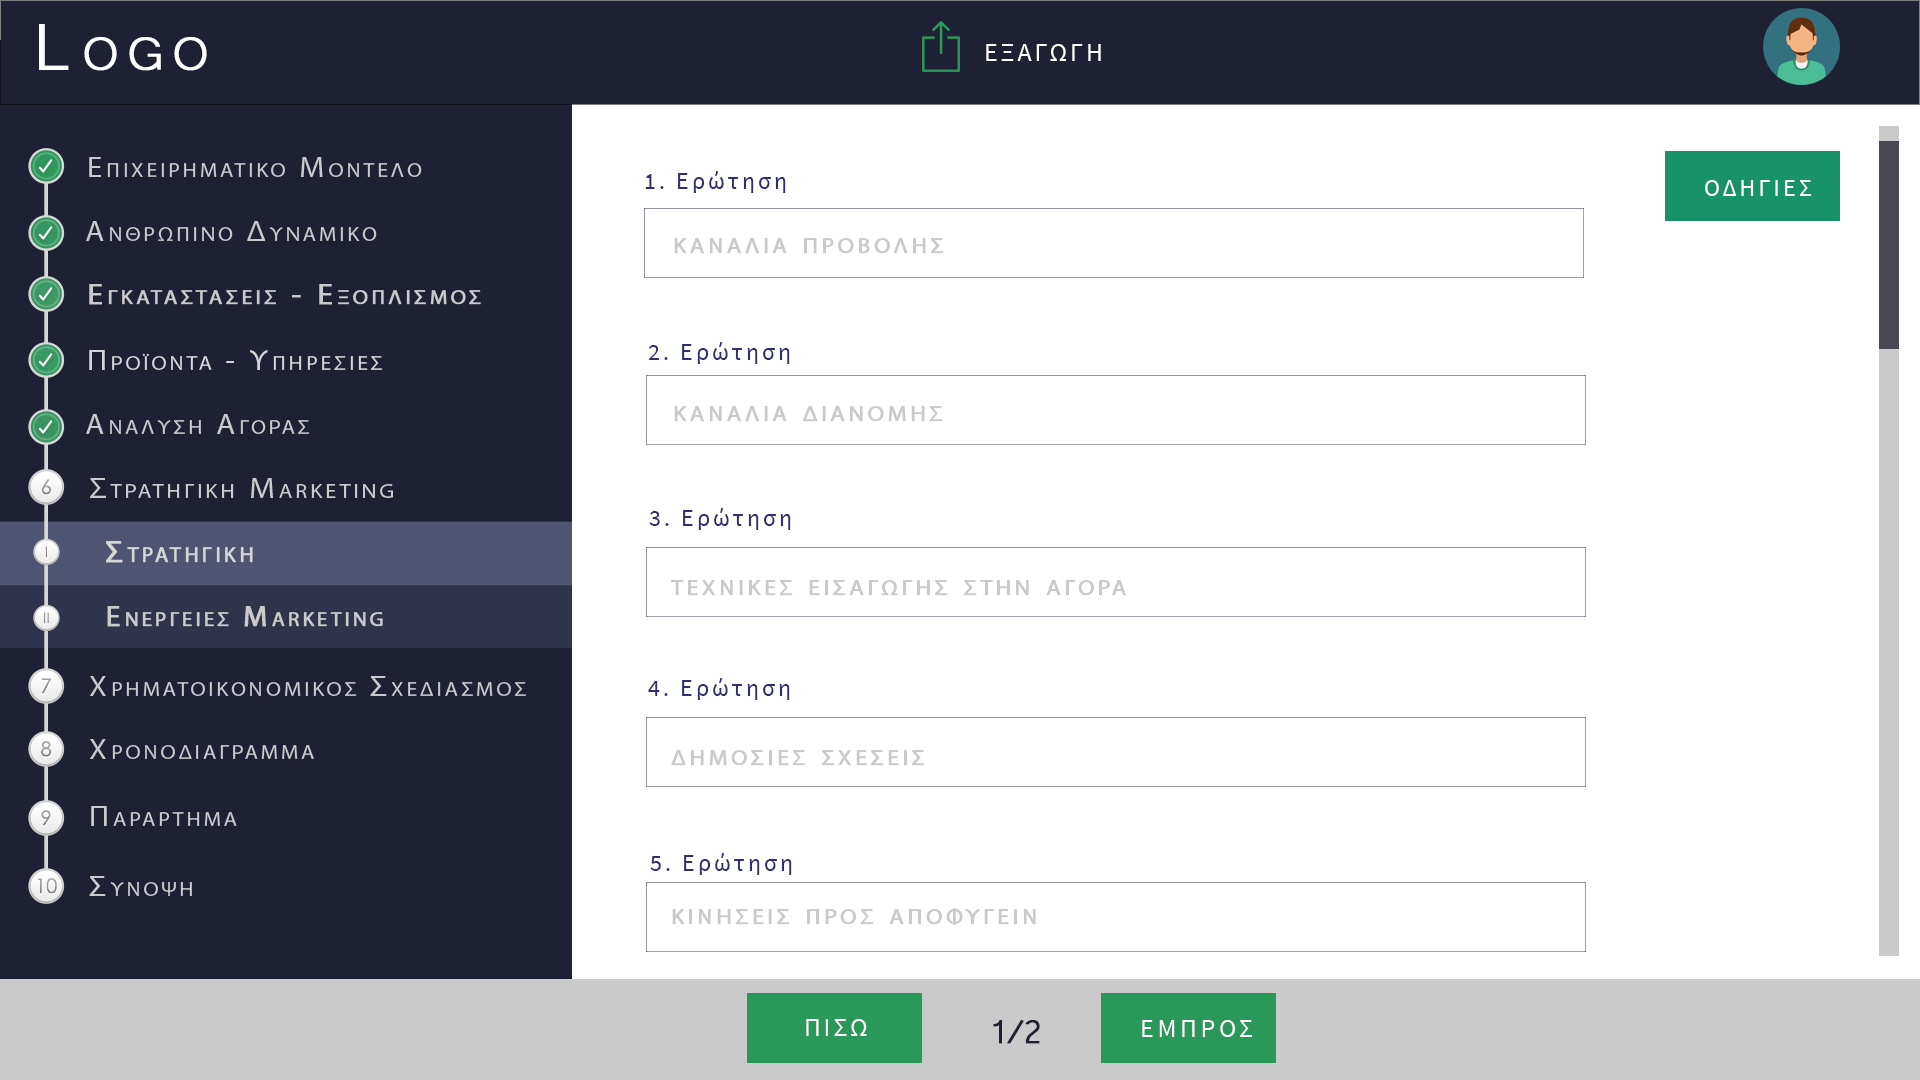 LOGO
ΕΞΑΓΩΓΗ
ΕΠΙΧΕΙΡΗΜΑΤΙΚΟ ΜΟΝΤΕΛΟ
ΑΝΘΡΩΠΙΝΟ ΔΥΝΑΜΙΚΟ
ΕΓΚΑΤΑΣΤΑΣΕΙΣ - ΕΞΟΠΛΙΣΜΟΣ
ΠΡΟΪΟΝΤΑ - ΥΠΗΡΕΣΙΕΣ
ΑΝΑΛΥΣΗ ΑΓΟΡΑΣ
6 ΣΤΡΑΤΗΓΙΚΗ MARKETING
I ΣΤΡΑΤΗΓΙΚΗ
II ΕΝΕΡΓΕΙΕΣ MARKETING
7 ΧΡΗΜΑΤΟΙΚΟΝΟΜΙΚΟΣ ΣΧΕΔΙΑΣΜΟΣ
8 ΧΡΟΝΟΔΙΑΓΡΑΜΜΑ
9 ΠΑΡΑΡΤΗΜΑ
10 ΣΥΝΟΨΗ
1. Ερώτηση
ΚΑΝΑΛΙΑ ΠΡΟΒΟΛΗΣ
ΟΔΗΓΙΕΣ
2. Ερώτηση
ΚΑΝΑΛΙΑ ΔΙΑΝΟΜΗΣ
3. Ερώτηση
ΤΕΧΝΙΚΕΣ ΕΙΣΑΓΩΓΗΣ ΣΤΗΝ ΑΓΟΡΑ
4. Ερώτηση
ΔΗΜΟΣΙΕΣ ΣΧΕΣΕΙΣ
5. Ερώτηση
ΚΙΝΗΣΕΙΣ ΠΡΟΣ ΑΠΟΦΥΓΕΙΝ
ΠΙΣΩ
1/2
ΕΜΠΡΟΣ